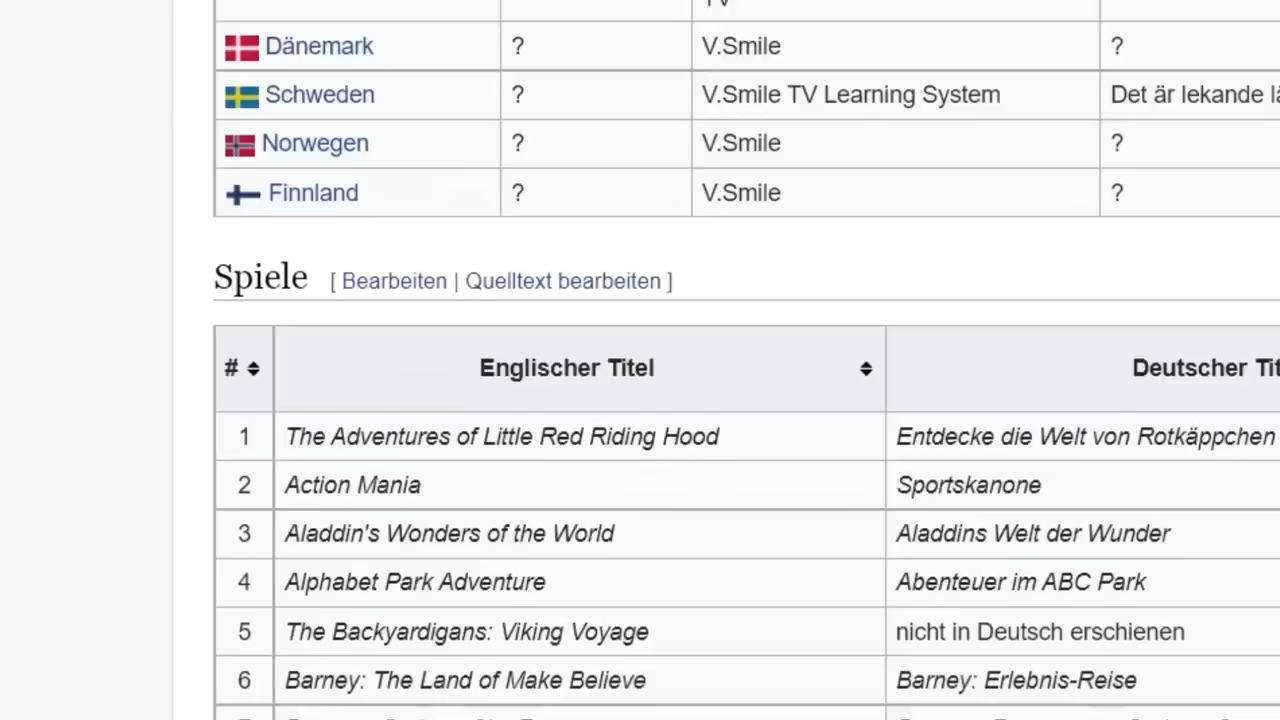 TV
Dänemark ? V.Smile ?
Schweden ? V.Smile TV Learning System Det är lekande
Norwegen ? V.Smile ?
Finnland ? V.Smile ?
Spiele [ Bearbeiten | Quelltext bearbeiten ]
# Englischer Titel Deutscher
1 The Adventures of Little Red Riding Hood Entdecke die Welt von Rotkäppchen
2 Action Mania Sportskanone
3 Aladdin's Wonders of the World Aladdins Welt der Wunder
4 Alphabet Park Adventure Abenteuer im ABC Park
5 The Backyardigans: Viking Voyage nicht in Deutsch erschienen
6 Barney: The Land of Make Believe Barney: Erlebnis-Reise